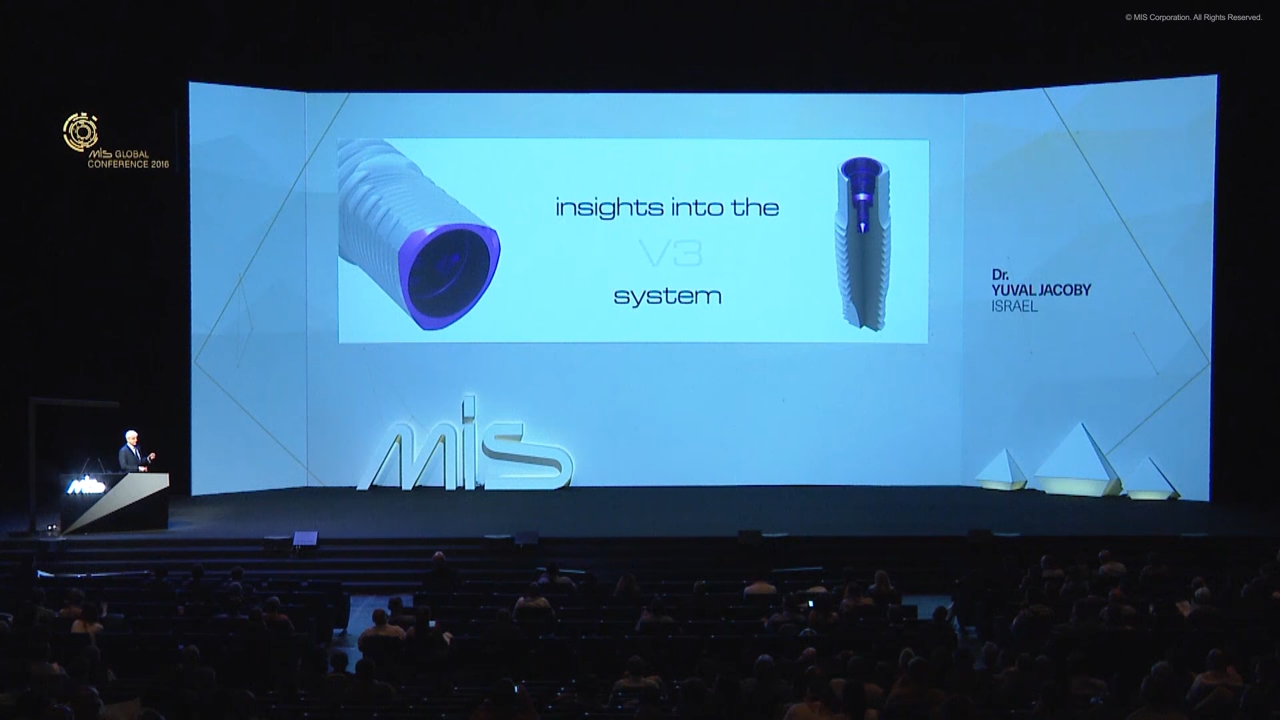 © MIS Corporation. All Rights Reserved.
MIS GLOBAL
CONFERENCE 2016
insights into the
V3
system
Dr.
YUVAL JACOBY
ISRAEL
MIS
MIS